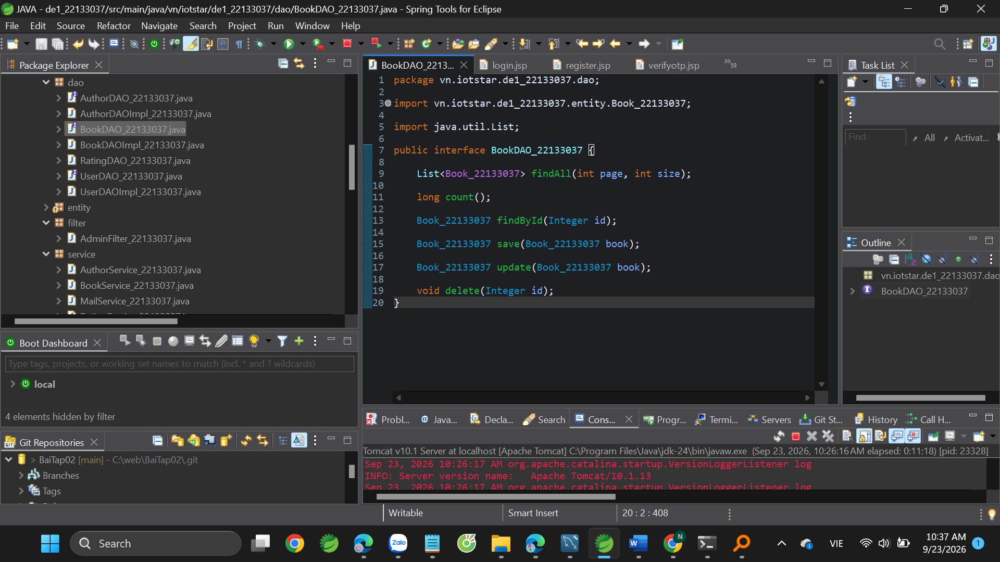 JAVA - de1_22133037/src/main/java/vn/iotstar/de1_22133037/dao/BookDAO_22133037.java - Spring Tools for Eclipse
File Edit Source Refactor Navigate Search Project Run Window Help
Package Explorer
dao
AuthorDAO_22133037.java
AuthorDAOImpl_22133037.java
BookDAO_22133037.java
BookDAOImpl_22133037.java
RatingDAO_22133037.java
UserDAO_22133037.java
UserDAOImpl_22133037.java
entity
filter
AdminFilter_22133037.java
service
AuthorService_22133037.java
BookService_22133037.java
MailService_22133037.java
Boot Dashboard
Type tags, projects, or working set names to match (incl. * and ? wildcards)
local
4 elements hidden by filter
Git Repositories
> BaiTap02 [main] - C:\web\BaiTap02\.git
Branches
Tags
BookDAO_2213... login.jsp register.jsp verifyotp.jsp »59
1 package vn.iotstar.de1_22133037.dao;
2
3 import vn.iotstar.de1_22133037.entity.Book_22133037;
4
5 import java.util.List;
6
7 public interface BookDAO_22133037 {
8
9 List<Book_22133037> findAll(int page, int size);
10
11 long count();
12
13 Book_22133037 findById(Integer id);
14
15 Book_22133037 save(Book_22133037 book);
16
17 Book_22133037 update(Book_22133037 book);
18
19 void delete(Integer id);
20 }
Task List
Find All Activat...
Outline
vn.iotstar.de1_22133037.dao
BookDAO_22133037
Probl... Java... Decla... Search Cons... Progr... Termi... Servers Git St... History Call H...
Tomcat v10.1 Server at localhost [Apache Tomcat] C:\Program Files\Java\jdk-24\bin\javaw.exe (Sep 23, 2026, 10:26:16 AM elapsed: 0:11:18) [pid: 23328]
Sep 23, 2026 10:26:17 AM org.apache.catalina.startup.VersionLoggerListener log
INFO: Server version name: Apache Tomcat/10.1.13
Sep 23, 2026 10:26:17 AM org.apache.catalina.startup.VersionLoggerListener log
Writable Smart Insert 20 : 2 : 408
Search
Zalo
N
VIE
10:37 AM
9/23/2026
1